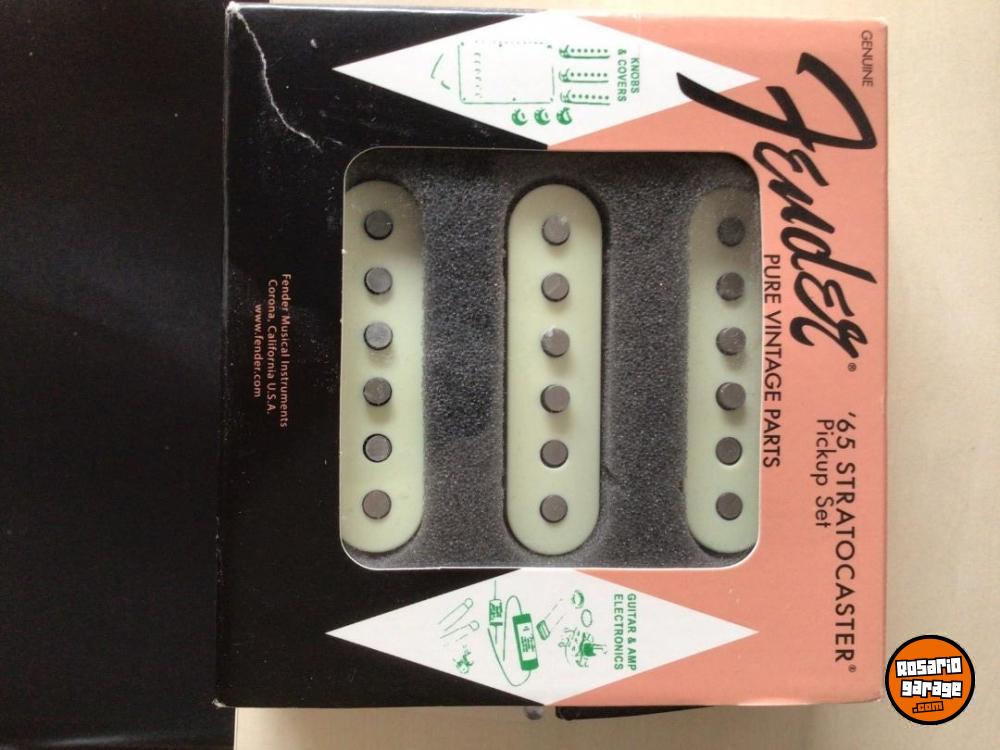 GENUINE
Fender®
PURE VINTAGE PARTS
'65 STRATOCASTER®
Pickup Set
KNOBS
& COVERS
GUITAR & AMP
ELECTRONICS
Fender Musical Instruments
Corona, California U.S.A.
www.fender.com
ROSARIO
garage
.com